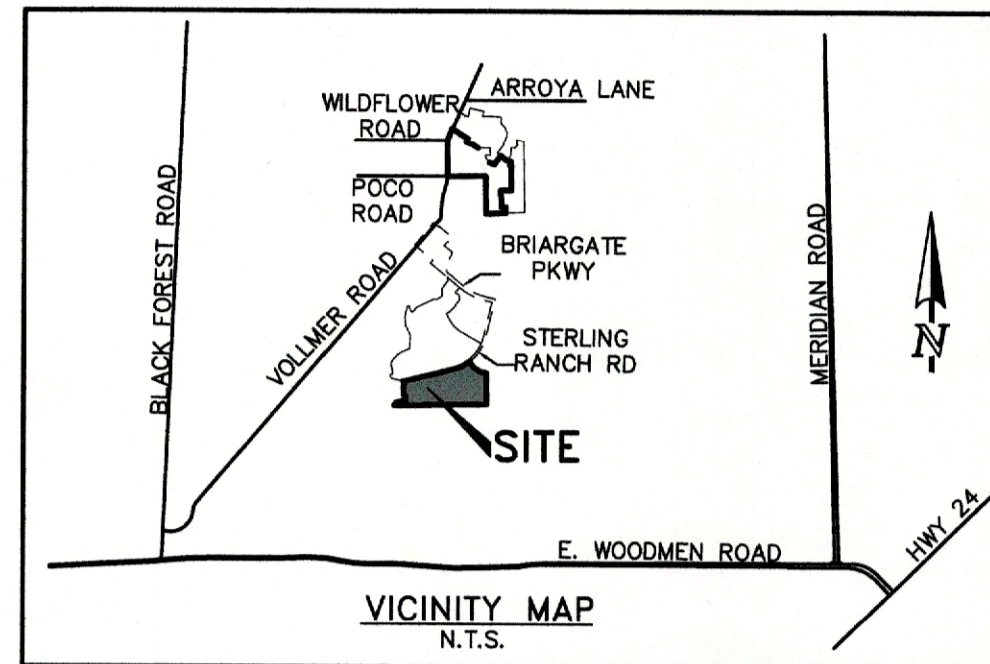 ARROYA LANE
WILDFLOWER
ROAD
POCO
ROAD
BLACK FOREST ROAD
VOLLMER ROAD
BRIARGATE
PKWY
MERIDIAN ROAD
N
STERLING
RANCH RD
SITE
E. WOODMEN ROAD
HWY 24
VICINITY MAP
N.T.S.